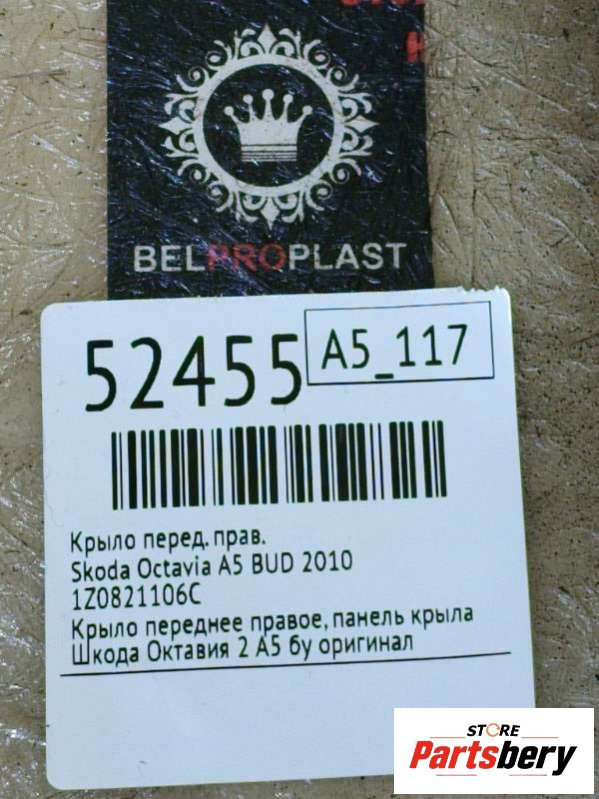 BELPROPLAST
52455
A5_117
Крыло перед. прав.
Skoda Octavia A5 BUD 2010
1Z0821106C
Крыло переднее правое, панель крыла
Шкода Октавия 2 А5 бу оригинал
STORE
Partsbery